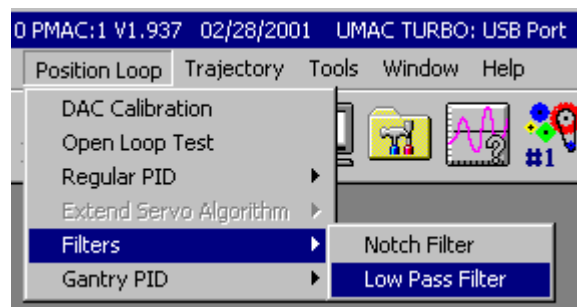 0 PMAC:1 V1.937 02/28/2001 UMAC TURBO: USB Port
Position Loop Trajectory Tools Window Help
DAC Calibration
Open Loop Test
#1
Regular PID
Extend Servo Algorithm
Filters
Notch Filter
Gantry PID
Low Pass Filter